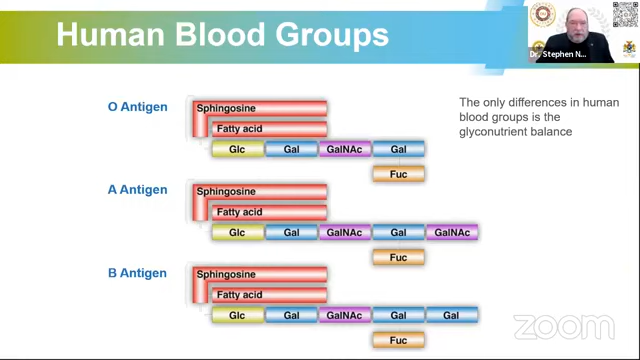 Human Blood Groups
Dr. Stephen N...
O Antigen
Sphingosine
Fatty acid
Glc Gal GalNAc Gal
Fuc
The only differences in human
blood groups is the
glyconutrient balance
A Antigen
Sphingosine
Fatty acid
Glc Gal GalNAc Gal GalNAc
Fuc
B Antigen
Sphingosine
Fatty acid
Glc Gal GalNAc Gal Gal
Fuc
zoom